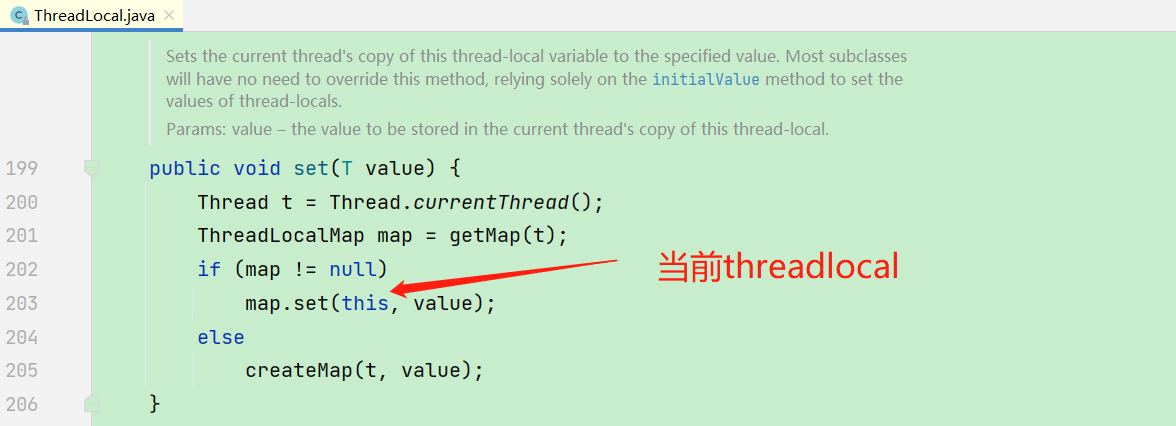 ThreadLocal.java
Sets the current thread's copy of this thread-local variable to the specified value. Most subclasses
will have no need to override this method, relying solely on the initialValue method to set the
values of thread-locals.
Params: value – the value to be stored in the current thread's copy of this thread-local.
199 public void set(T value) {
200 Thread t = Thread.currentThread();
201 ThreadLocalMap map = getMap(t);
202 if (map != null)
当前threadlocal
203 map.set(this, value);
204 else
205 createMap(t, value);
206 }